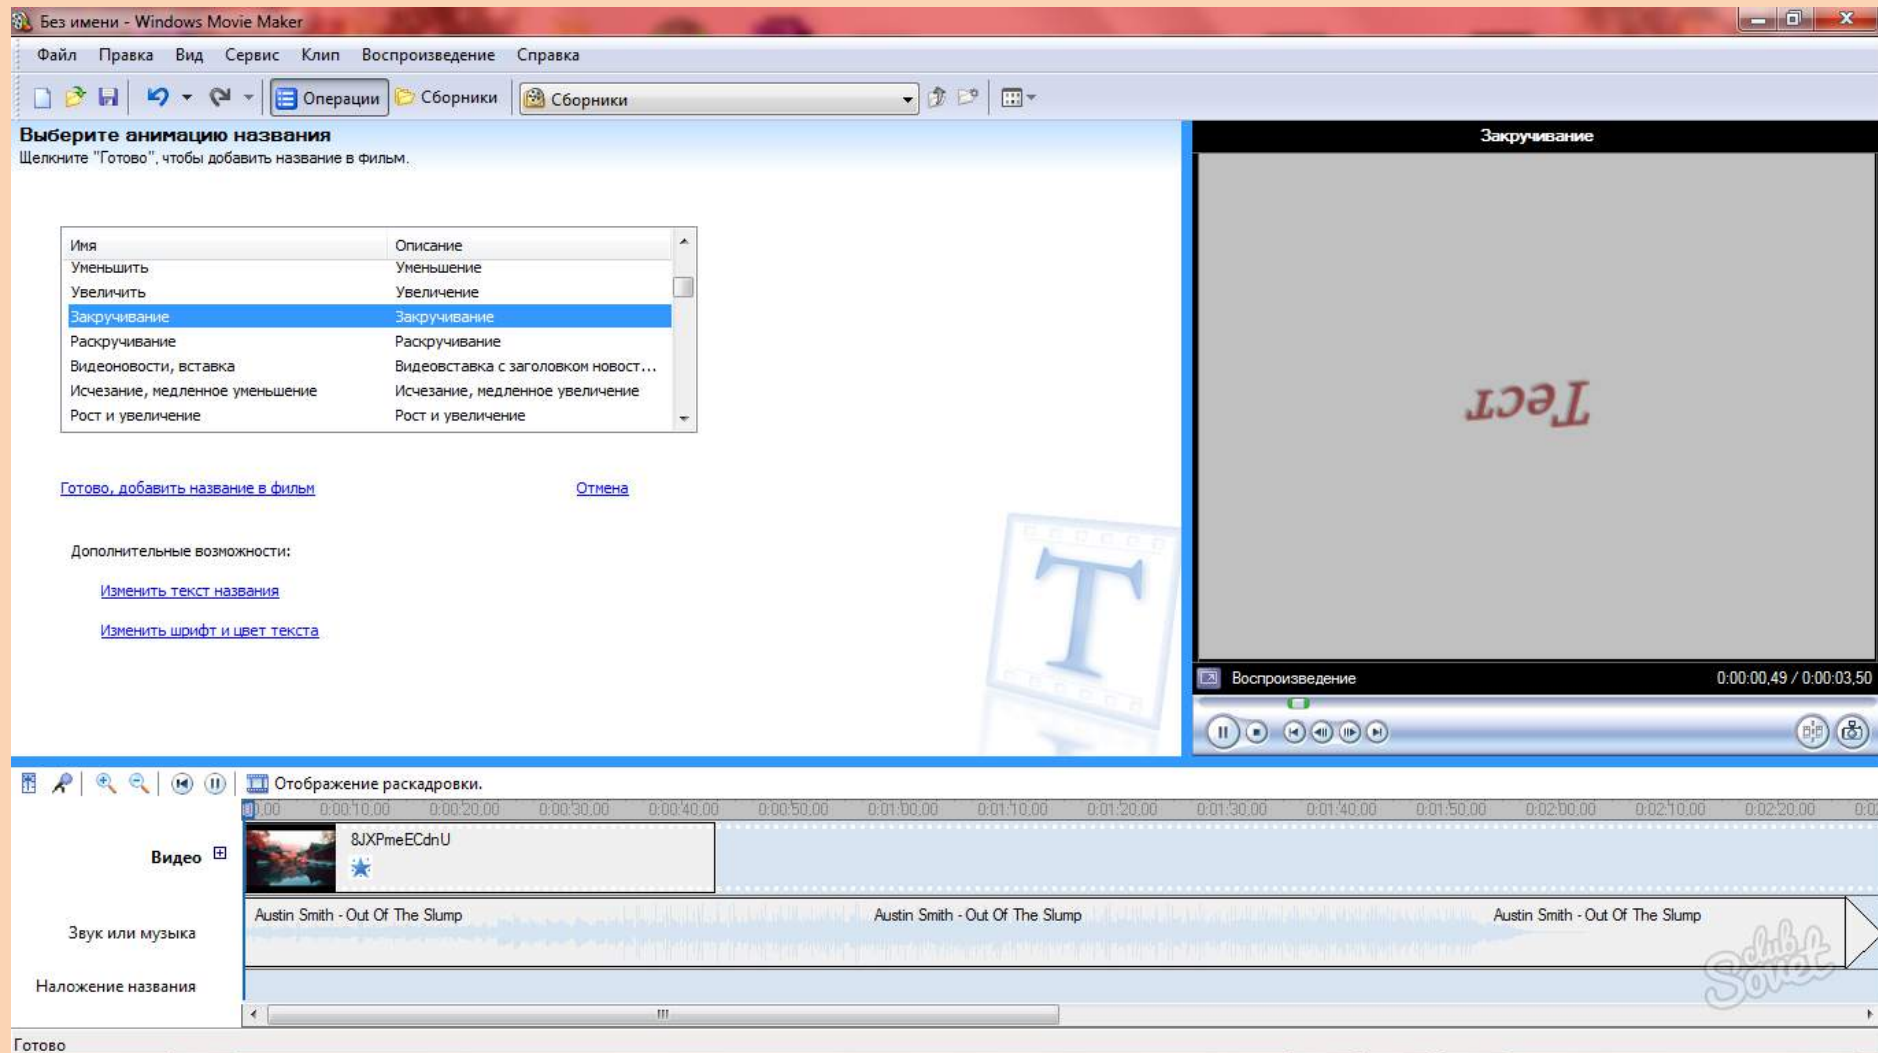 Без имени - Windows Movie Maker
Файл Правка Вид Сервис Клип Воспроизведение Справка
Операции Сборники Сборники
Выберите анимацию названия
Щелкните "Готово", чтобы добавить название в фильм.
Имя Описание
Уменьшить Уменьшение
Увеличить Увеличение
Закручивание Закручивание
Раскручивание Раскручивание
Видеоновости, вставка Видеовставка с заголовком новост...
Исчезание, медленное уменьшение Исчезание, медленное увеличение
Рост и увеличение Рост и увеличение
Готово, добавить название в фильм Отмена
Дополнительные возможности:
Изменить текст названия
Изменить шрифт и цвет текста
T
Закручивание
Тест
Воспроизведение 0:00:00,49 / 0:00:03,50
Отображение раскадровки.
0:00:10,00 0:00:20,00 0:00:30,00 0:00:40,00 0:00:50,00 0:01:00,00 0:01:10,00 0:01:20,00 0:01:30,00 0:01:40,00 0:01:50,00 0:02:00,00 0:02:10,00 0:02:20,00
Видео 8JXPmeECdnU
Звук или музыка Austin Smith - Out Of The Slump Austin Smith - Out Of The Slump Austin Smith - Out Of The Slump
Наложение названия
club Sovet
Готово